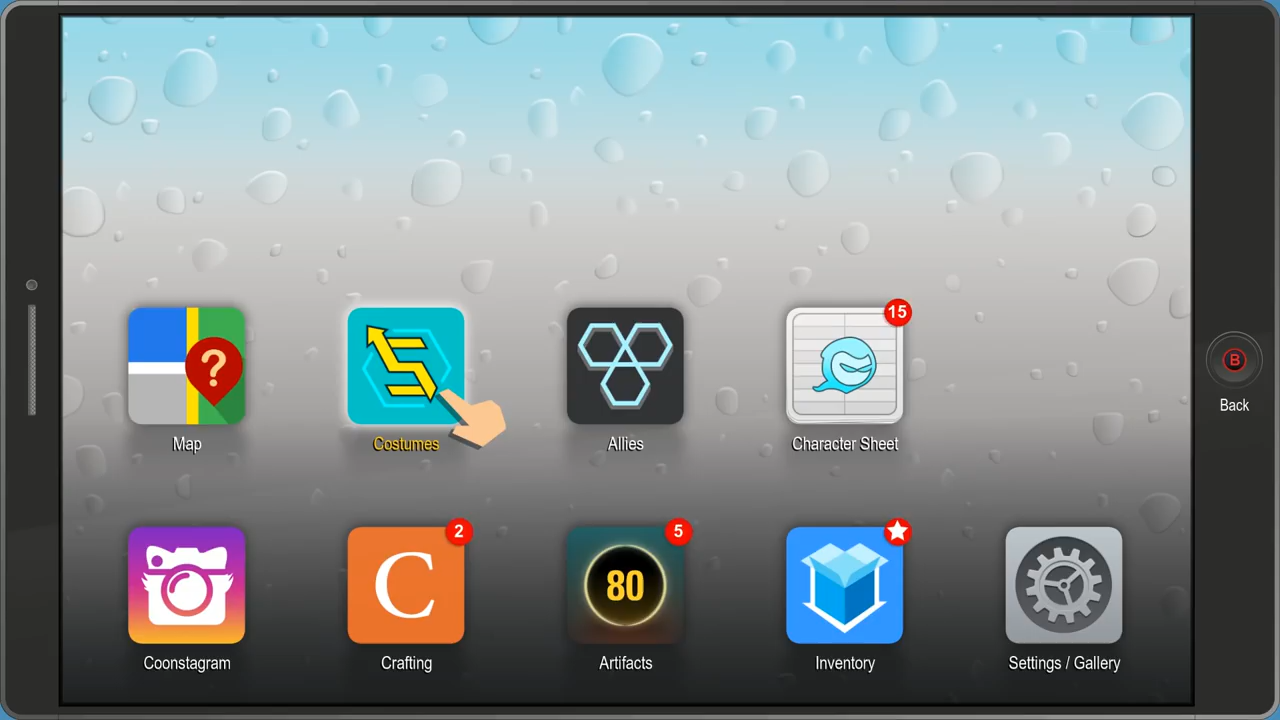 ?
15
Map
Costumes
Allies
Character Sheet
B
Back
2
5
C
80
Coonstagram
Crafting
Artifacts
Inventory
Settings / Gallery